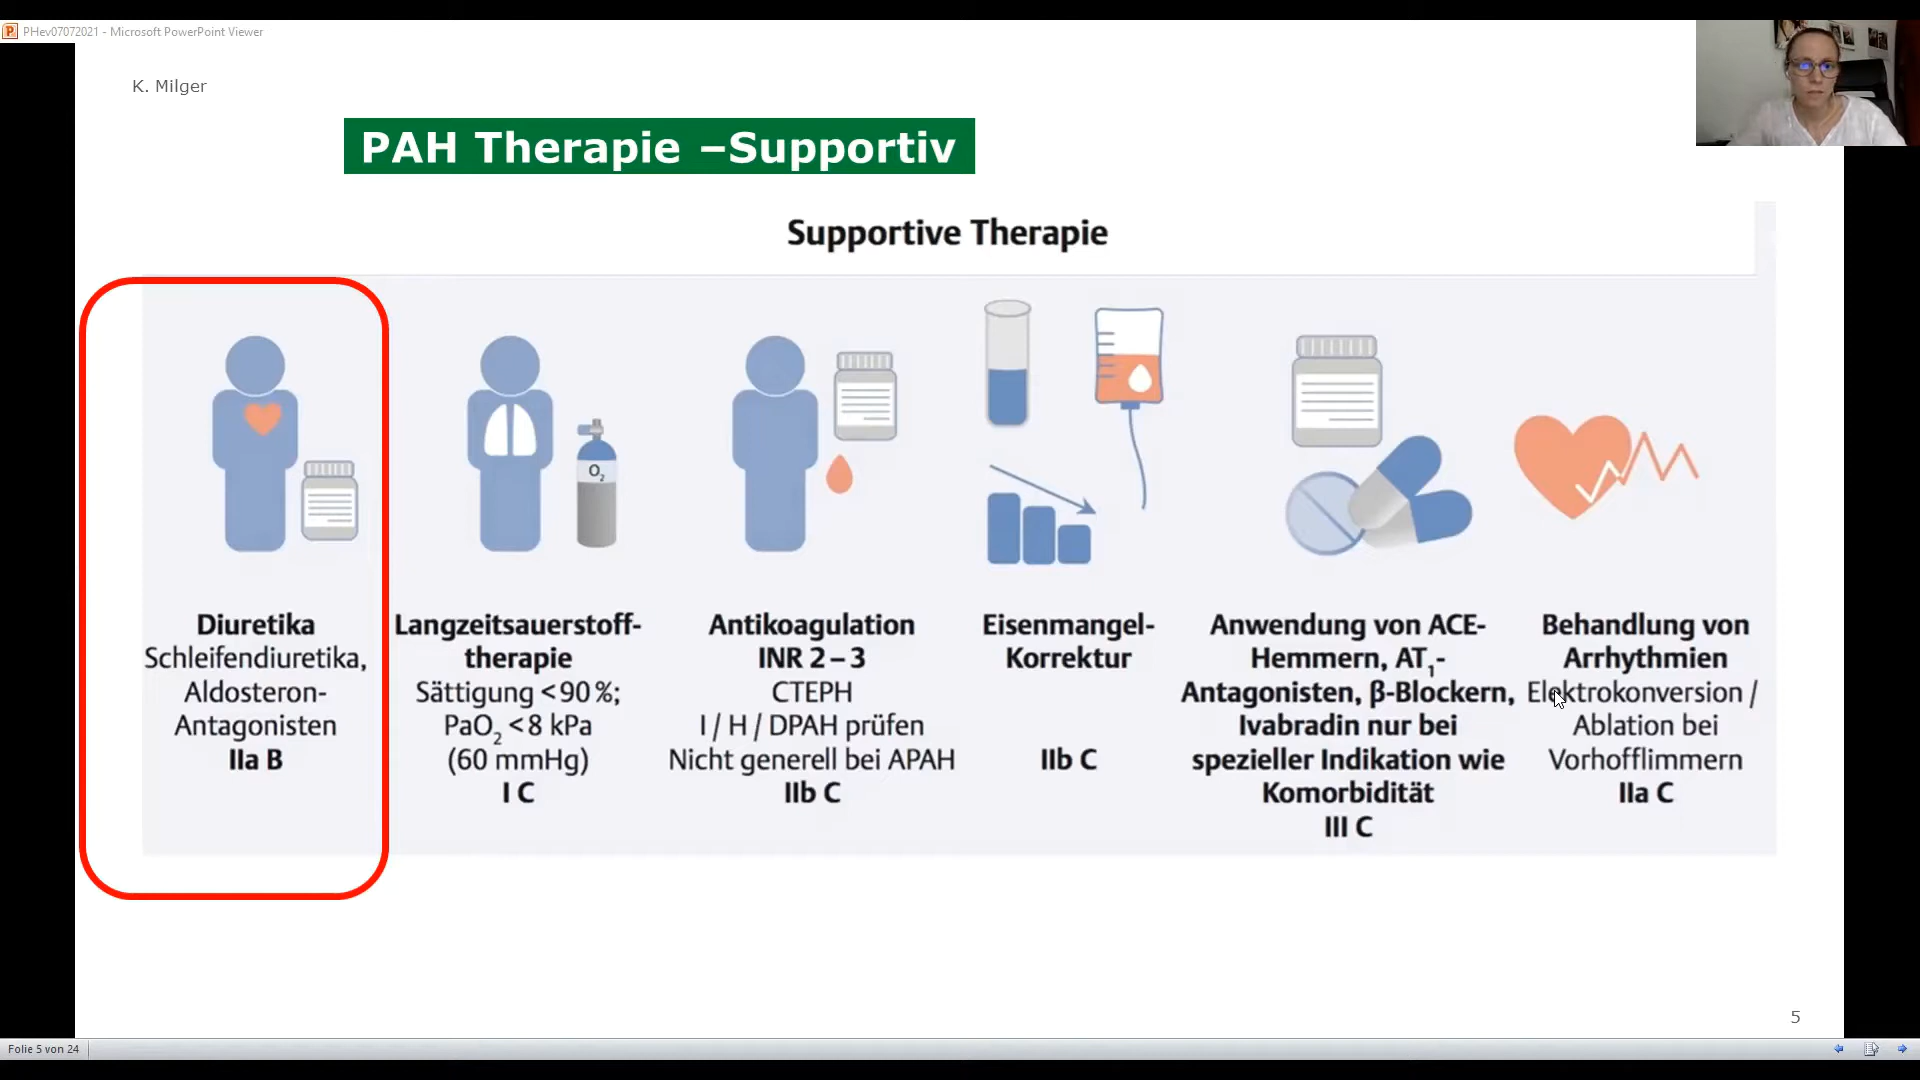 PHev07072021 - Microsoft PowerPoint Viewer
K. Milger
PAH Therapie –Supportiv
Supportive Therapie
O2
Diuretika
Schleifendiuretika,
Aldosteron-
Antagonisten
IIa B
Langzeitsauerstoff-
therapie
Sättigung <90 %;
PaO2 <8 kPa
(60 mmHg)
I C
Antikoagulation
INR 2 – 3
CTEPH
I / H / DPAH prüfen
Nicht generell bei APAH
IIb C
Eisenmangel-
Korrektur
IIb C
Anwendung von ACE-
Hemmern, AT1-
Antagonisten, β-Blockern,
Ivabradin nur bei
spezieller Indikation wie
Komorbidität
III C
Behandlung von
Arrhythmien
Elektrokonversion /
Ablation bei
Vorhofflimmern
IIa C
5
Folie 5 von 24